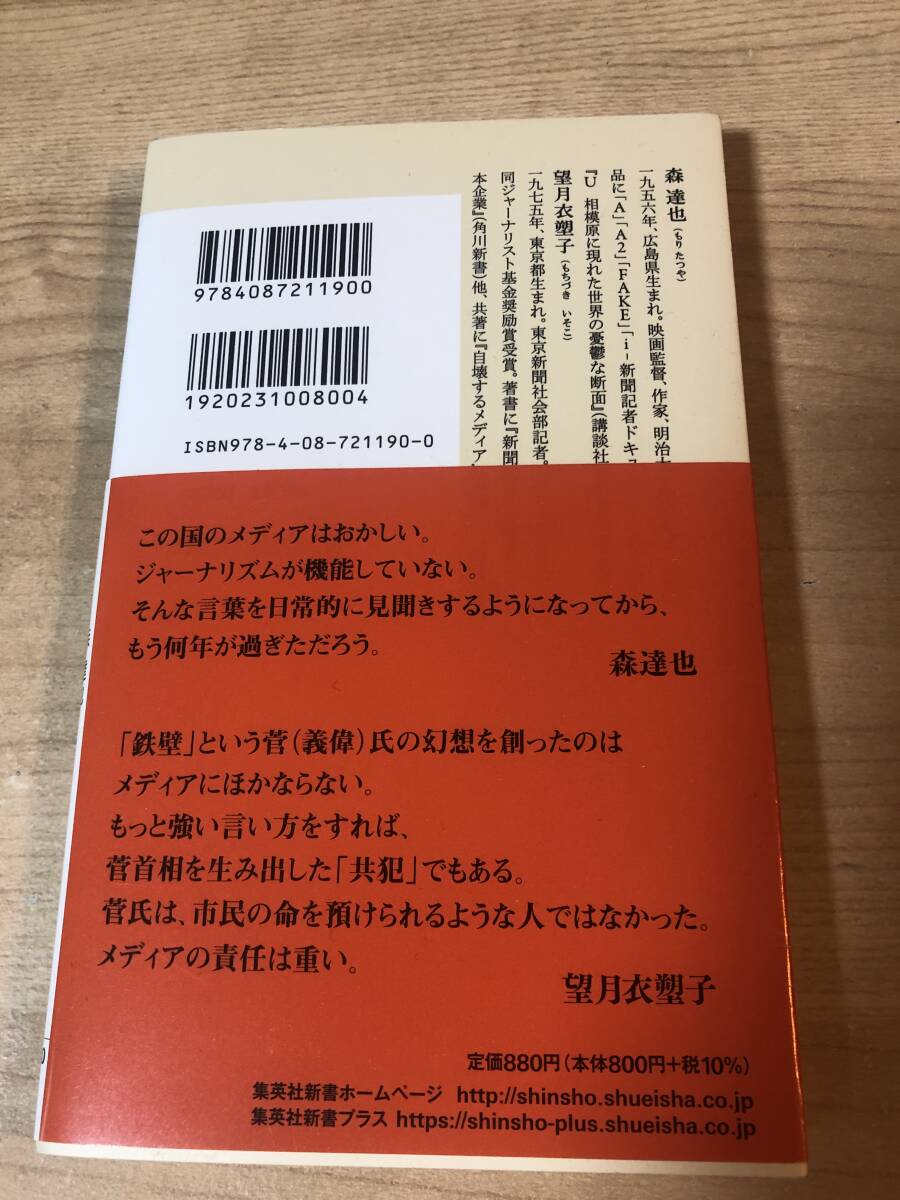 森 達也（もり たつや）
一九五六年、広島県生まれ。映画監督、作家、明治大
品に「A」「A2」「FAKE」「i－新聞記者ドキュ
『U 相模原に現れた世界の憂鬱な断面』（講談社
望月衣塑子（もちづき いそこ）
一九七五年、東京都生まれ。東京新聞社会部記者。
同ジャーナリスト基金奨励賞受賞。著書に『新聞
本企業』（角川新書）他、共著に『自壊するメディア
9784087211900
1920231008004
ISBN978-4-08-721190-0
この国のメディアはおかしい。
ジャーナリズムが機能していない。
そんな言葉を日常的に見聞きするようになってから、
もう何年が過ぎただろう。
森達也
「鉄壁」という菅（義偉）氏の幻想を創ったのは
メディアにほかならない。
もっと強い言い方をすれば、
菅首相を生み出した「共犯」でもある。
菅氏は、市民の命を預けられるような人ではなかった。
メディアの責任は重い。
望月衣塑子
定価880円（本体800円＋税10%）
集英社新書ホームページ http://shinsho.shueisha.co.jp
集英社新書プラス https://shinsho-plus.shueisha.co.jp